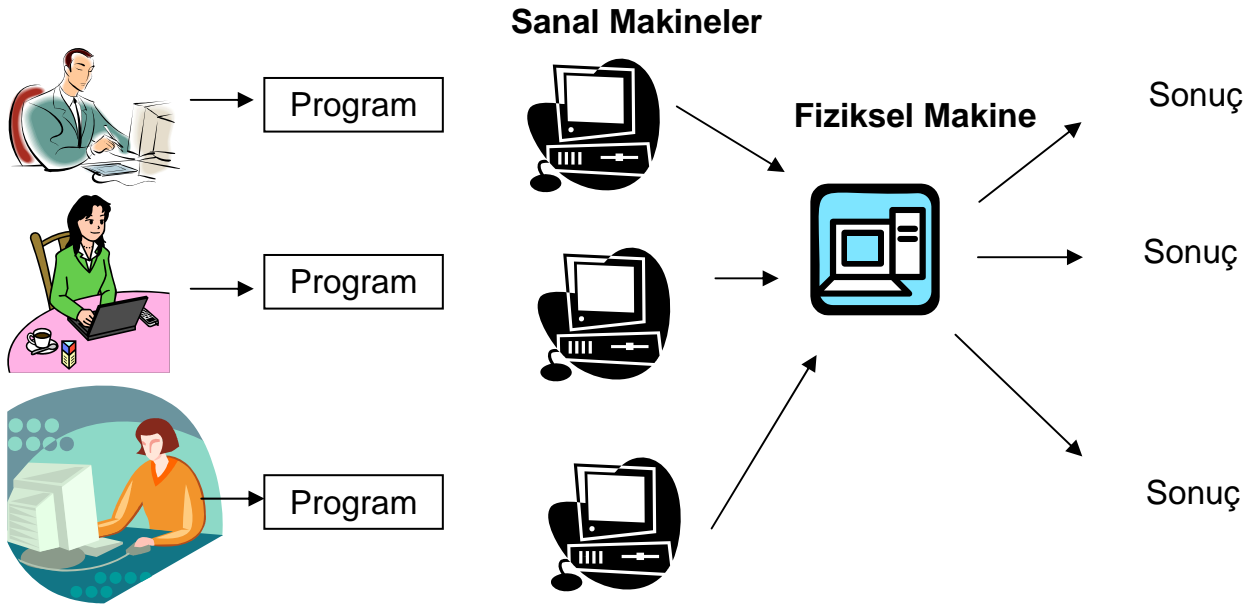 Sanal Makineler
Program
Fiziksel Makine
Sonuç
Program
Sonuç
Program
Sonuç